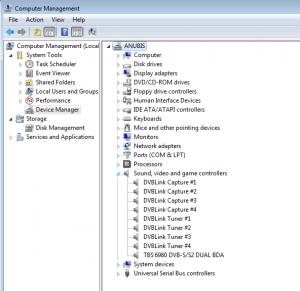 Computer Management
File Action View Help
Computer Management (Local
System Tools
Task Scheduler
Event Viewer
Shared Folders
Local Users and Groups
Performance
Device Manager
Storage
Disk Management
Services and Applications
ANUBIS
Computer
Disk drives
Display adapters
DVD/CD-ROM drives
Floppy drive controllers
Human Interface Devices
IDE ATA/ATAPI controllers
Keyboards
Mice and other pointing devices
Monitors
Network adapters
Ports (COM & LPT)
Processors
Sound, video and game controllers
DVBLink Capture #1
DVBLink Capture #2
DVBLink Capture #3
DVBLink Capture #4
DVBLink Tuner #1
DVBLink Tuner #2
DVBLink Tuner #3
DVBLink Tuner #4
TBS 6980 DVB-S/S2 DUAL BDA
System devices
Universal Serial Bus controllers